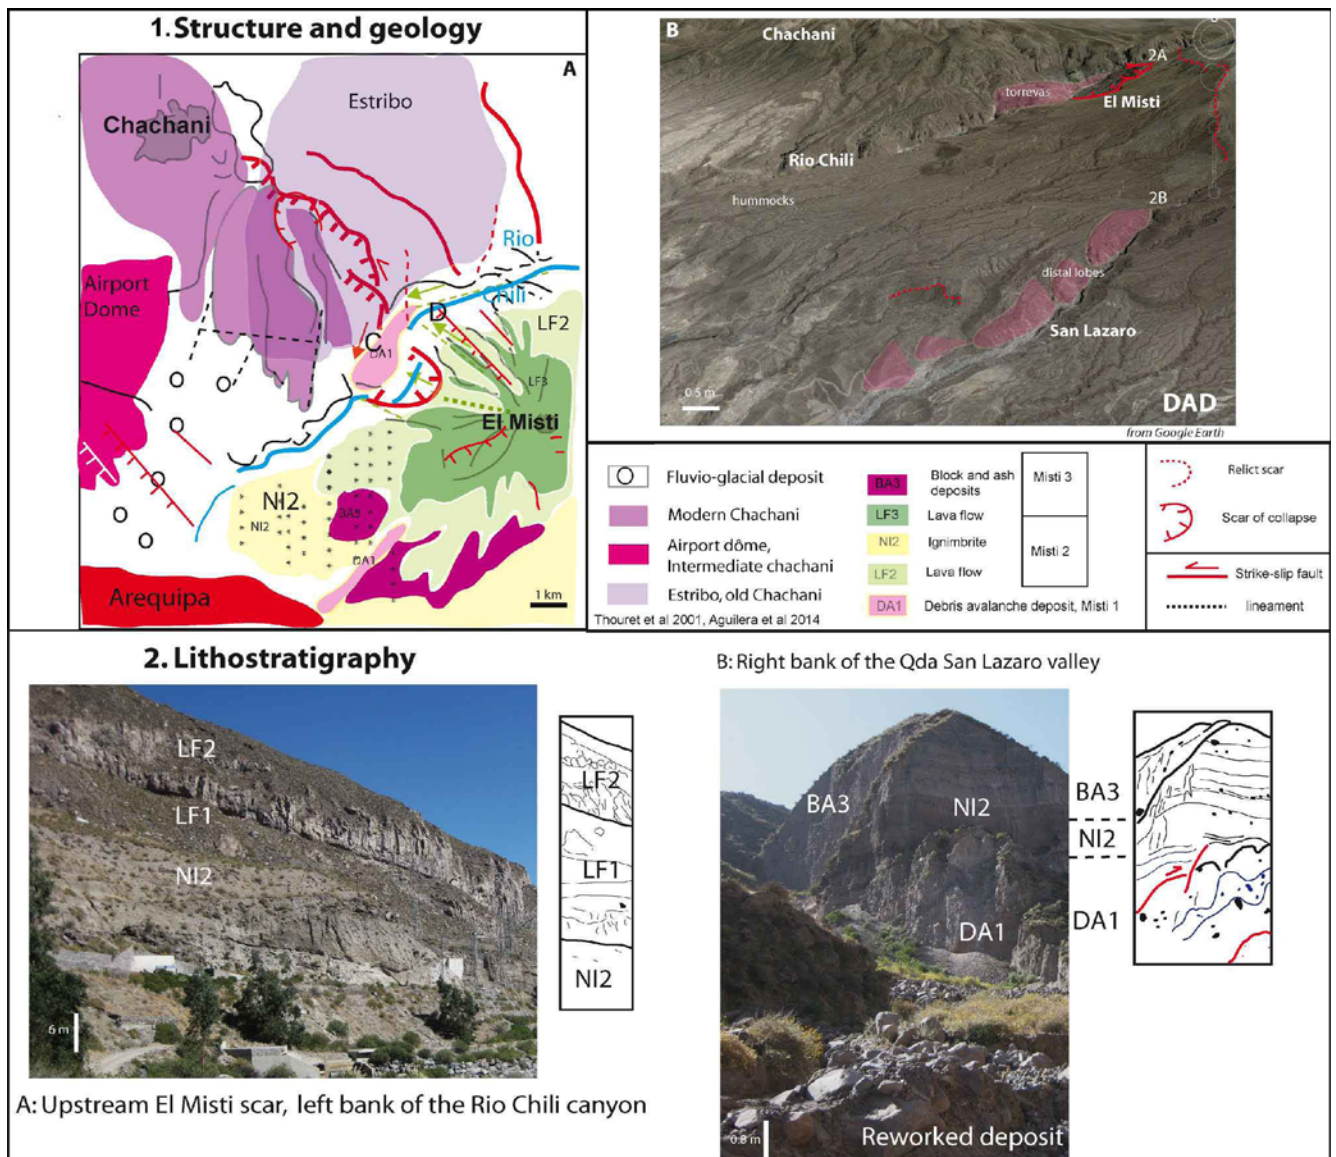 1. Structure and geology
A
Chachani
Estribo
Airport
Dome
Rio
Chili
C
D
DA1
LF2
LF3
El Misti
NI2
NI2
BA3
DA1
Arequipa
1 km
B
Chachani
2A
torrevas
El Misti
Rio Chili
hummocks
2B
distal lobes
San Lazaro
0.5 m
DAD
from Google Earth
Fluvio-glacial deposit
Modern Chachani
Airport dôme,
Intermediate chachani
Estribo, old Chachani
Thouret et al 2001, Aguilera et al 2014
BA3
Block and ash
deposits
LF3
Lava flow
NI2
Ignimbrite
LF2
Lava flow
DA1
Debris avalanche deposit, Misti 1
Misti 3
Misti 2
Relict scar
Scar of collapse
Strike-slip fault
lineament
2. Lithostratigraphy
LF2
LF1
NI2
6 m
LF2
LF1
NI2
A: Upstream El Misti scar, left bank of the Rio Chili canyon
B: Right bank of the Qda San Lazaro valley
BA3
NI2
DA1
0.8 m
Reworked deposit
BA3
NI2
DA1